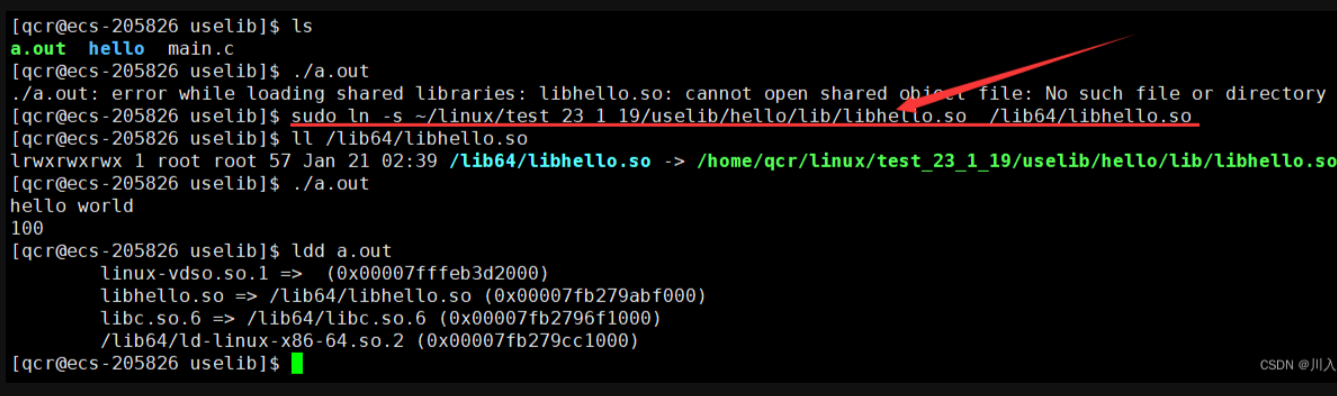 [qcr@ecs-205826 uselib]$ ls
a.out  hello  main.c
[qcr@ecs-205826 uselib]$ ./a.out
./a.out: error while loading shared libraries: libhello.so: cannot open shared object file: No such file or directory
[qcr@ecs-205826 uselib]$ sudo ln -s ~/linux/test_23_1_19/uselib/hello/lib/libhello.so  /lib64/libhello.so
[qcr@ecs-205826 uselib]$ ll /lib64/libhello.so
lrwxrwxrwx 1 root root 57 Jan 21 02:39 /lib64/libhello.so -> /home/qcr/linux/test_23_1_19/uselib/hello/lib/libhello.so
[qcr@ecs-205826 uselib]$ ./a.out
hello world
100
[qcr@ecs-205826 uselib]$ ldd a.out
        linux-vdso.so.1 =>  (0x00007fffeb3d2000)
        libhello.so => /lib64/libhello.so (0x00007fb279abf000)
        libc.so.6 => /lib64/libc.so.6 (0x00007fb2796f1000)
        /lib64/ld-linux-x86-64.so.2 (0x00007fb279cc1000)
[qcr@ecs-205826 uselib]$
CSDN @川入